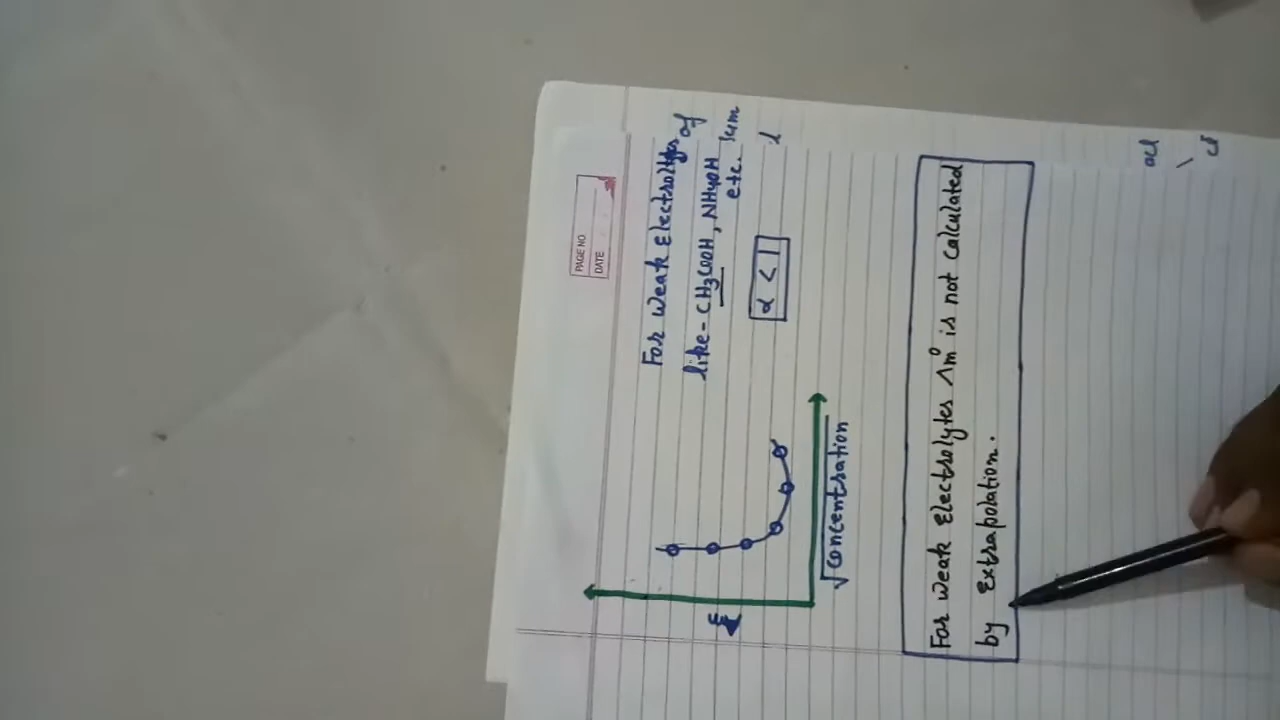 PAGE NO.
DATE
For Weak Electrolytes of
like - CH3COOH, NH4OH
etc.
α < 1
Λm
√Concentration
For Weak Electrolytes Λm° is not calculated
by Extrapolation.